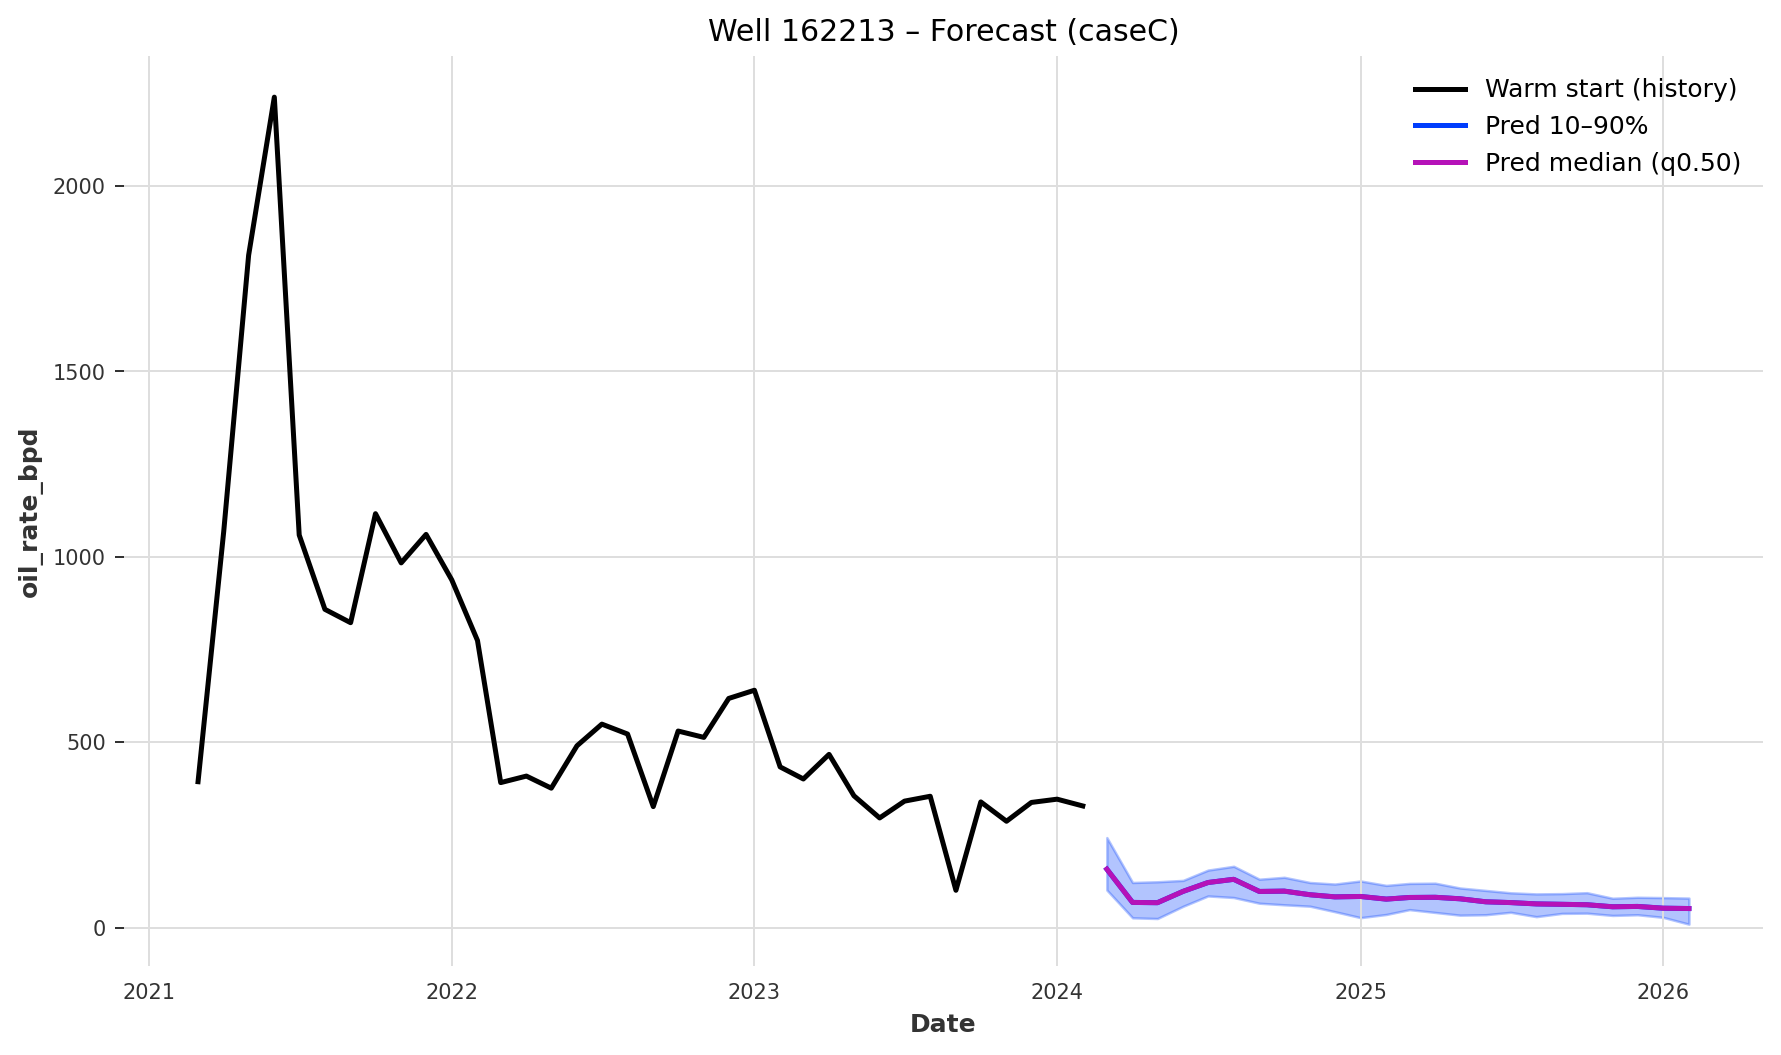 Well 162213 – Forecast (caseC)
Warm start (history)
Pred 10–90%
Pred median (q0.50)
oil_rate_bpd
2000
1500
1000
500
0
2021
2022
2023
2024
2025
2026
Date